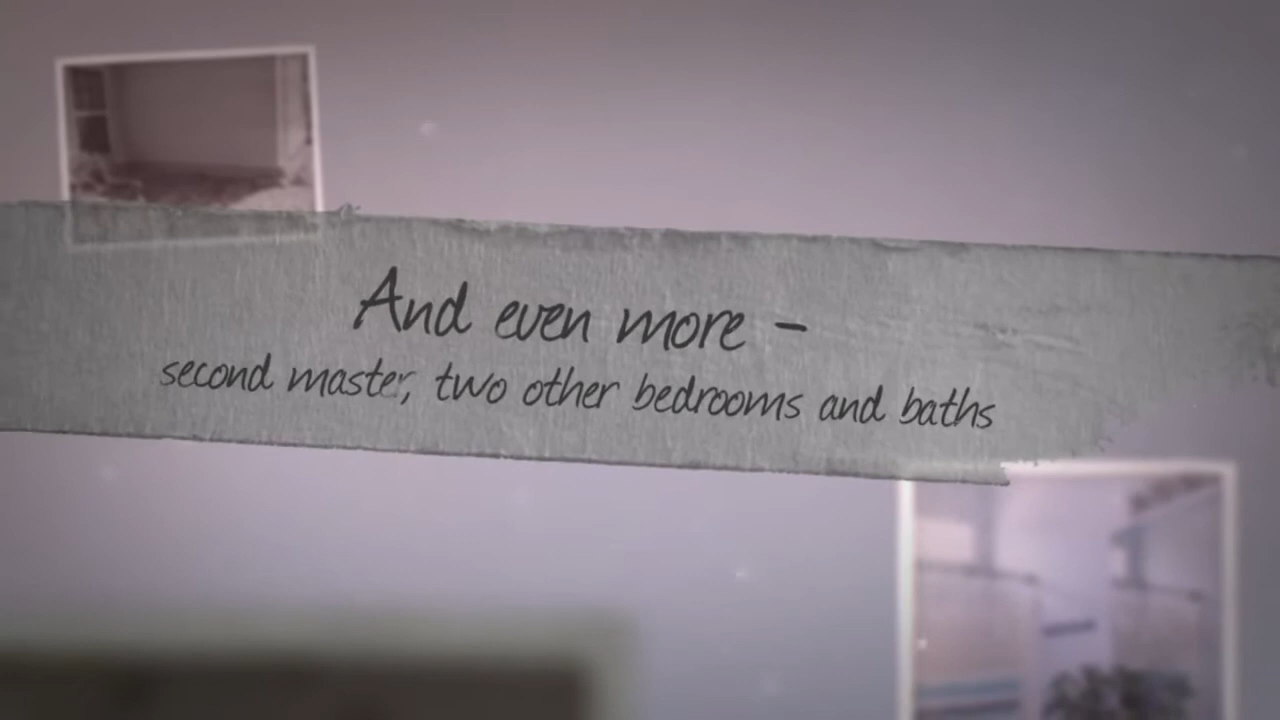 And even more -
second master, two other bedrooms and baths